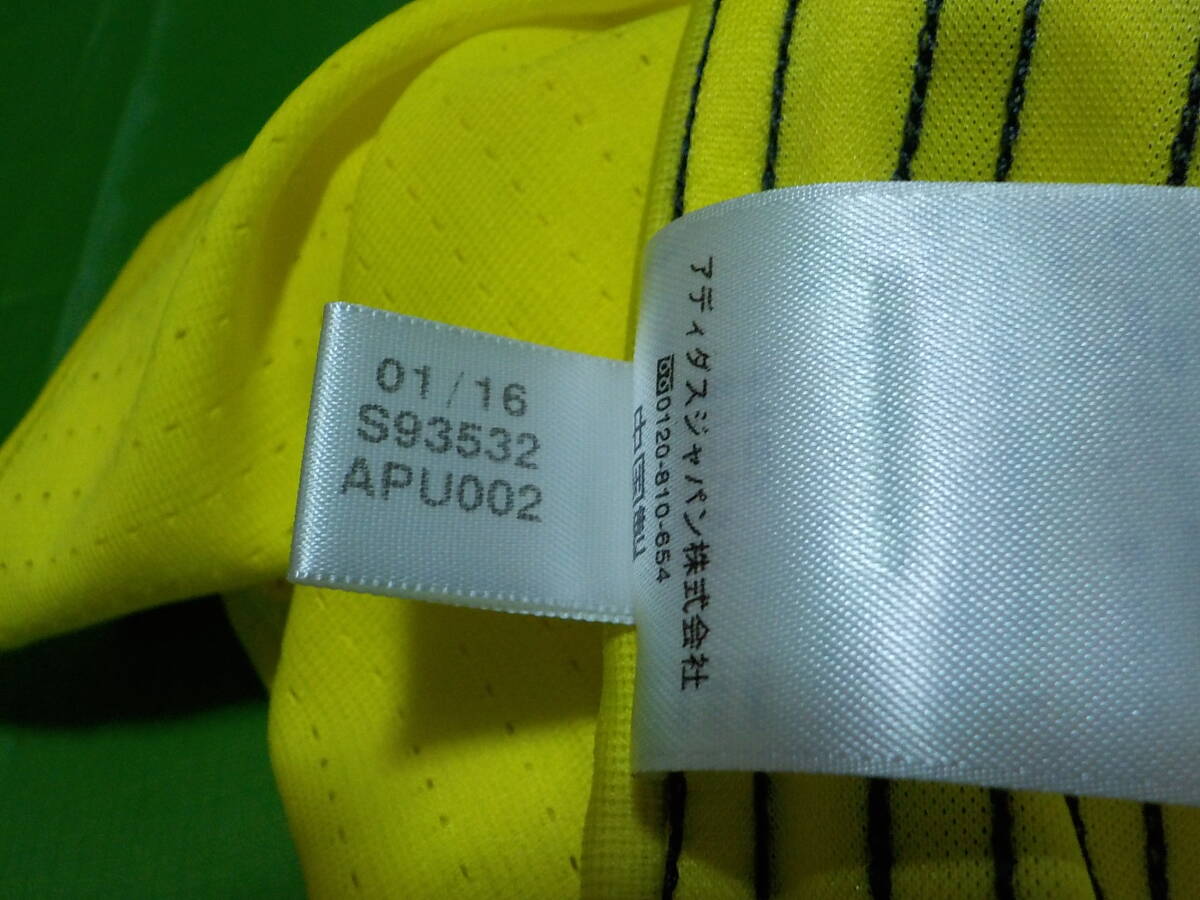 01/16
S93532
APU002
アディダスジャパン株式会社
0120-810-654
中国製